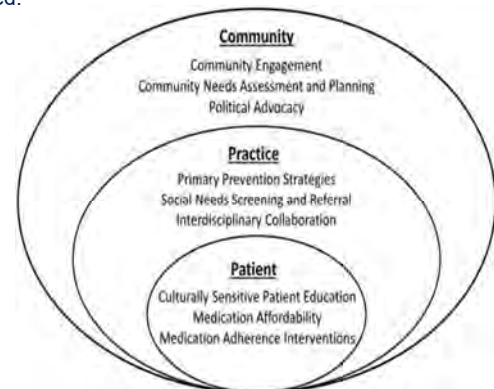 Community
Community Engagement
Community Needs Assessment and Planning
Political Advocacy
Practice
Primary Prevention Strategies
Social Needs Screening and Referral
Interdisciplinary Collaboration
Patient
Culturally Sensitive Patient Education
Medication Affordability
Medication Adherence Interventions